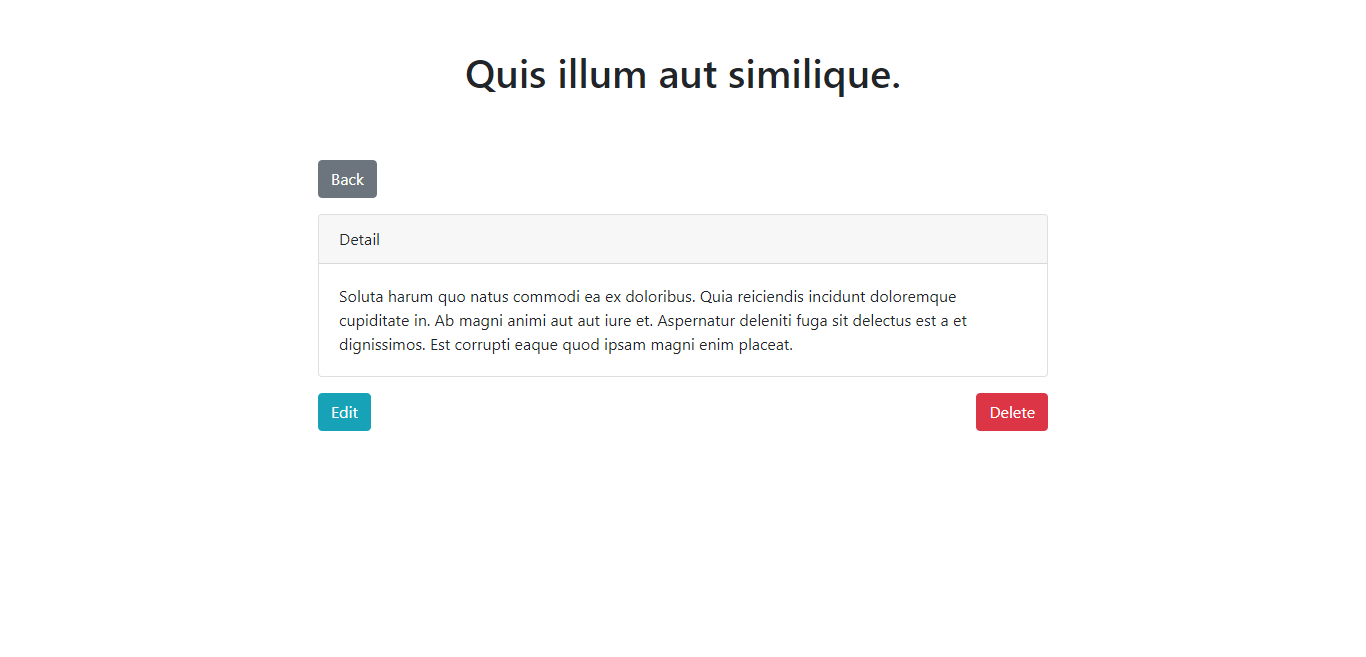 Quis illum aut similique.
Back
Detail
Soluta harum quo natus commodi ea ex doloribus. Quia reiciendis incidunt doloremque
cupiditate in. Ab magni animi aut aut iure et. Aspernatur deleniti fuga sit delectus est a et
dignissimos. Est corrupti eaque quod ipsam magni enim placeat.
Edit
Delete